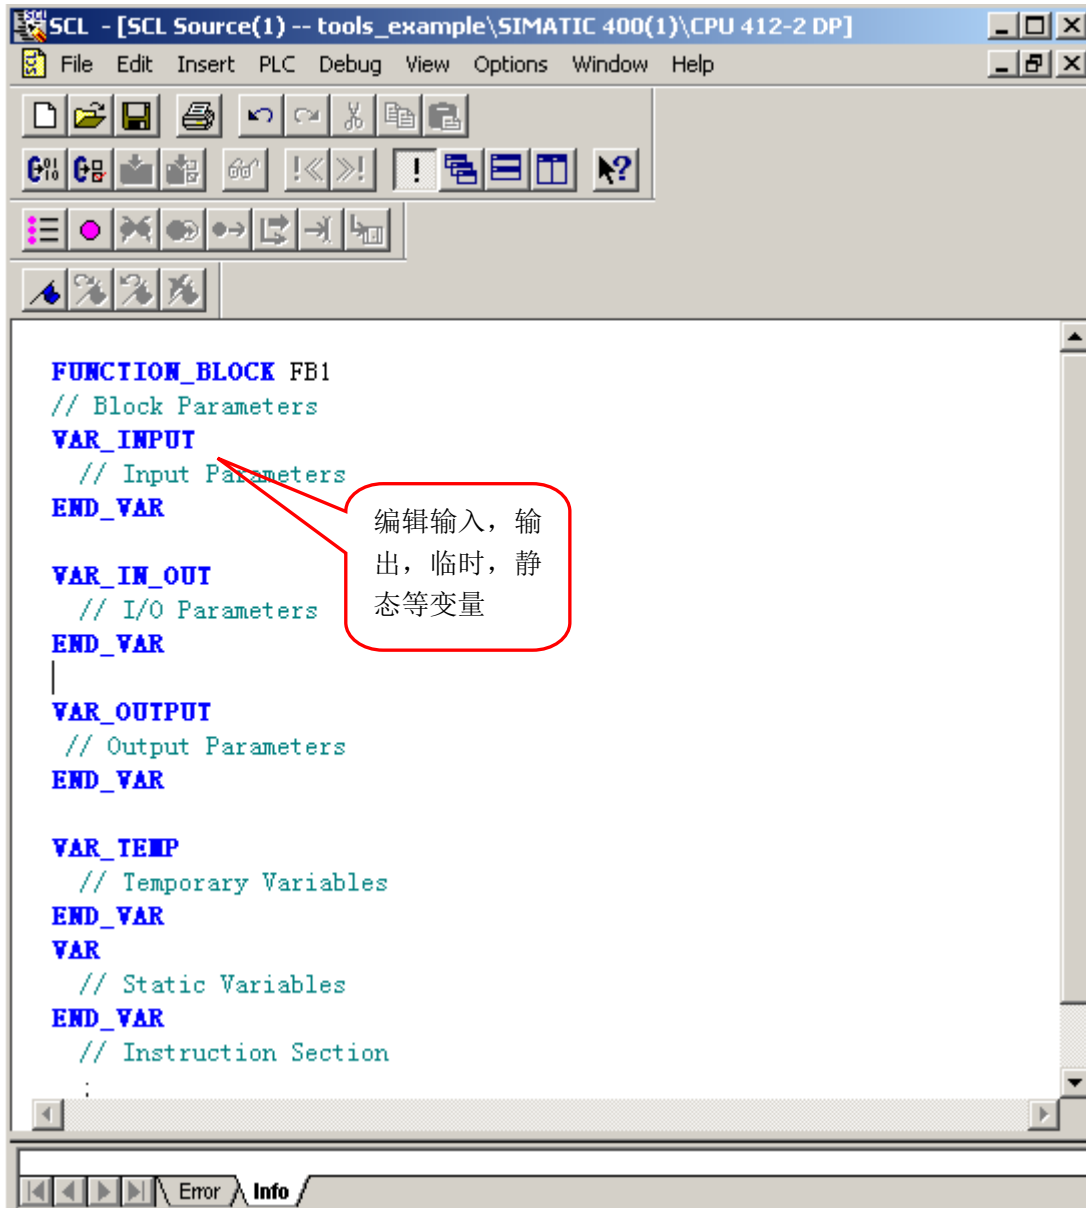 SCL - [SCL Source(1) -- tools_example\SIMATIC 400(1)\CPU 412-2 DP]
File Edit Insert PLC Debug View Options Window Help
FUNCTION_BLOCK FB1
// Block Parameters
VAR_INPUT
// Input Parameters
END_VAR
编辑输入，输
出，临时，静
态等变量
VAR_IN_OUT
// I/O Parameters
END_VAR
VAR_OUTPUT
// Output Parameters
END_VAR
VAR_TEMP
// Temporary Variables
END_VAR
VAR
// Static Variables
END_VAR
// Instruction Section
;
Error Info